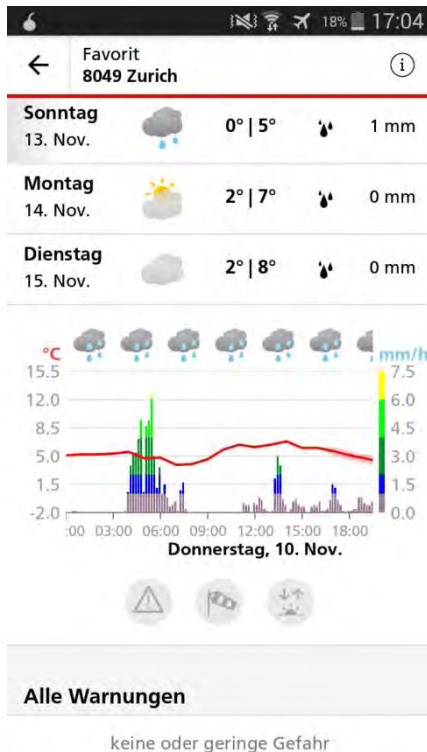 18% 17:04
Favorit
8049 Zurich
i
Sonntag
13. Nov.
0° | 5°
1 mm
Montag
14. Nov.
2° | 7°
0 mm
Dienstag
15. Nov.
2° | 8°
0 mm
°C mm/h
15.5 7.5
12.0 6.0
8.5 4.5
5.0 3.0
1.5 1.5
-2.0 0.0
:00 03:00 06:00 09:00 12:00 15:00 18:00
Donnerstag, 10. Nov.
Alle Warnungen
keine oder geringe Gefahr